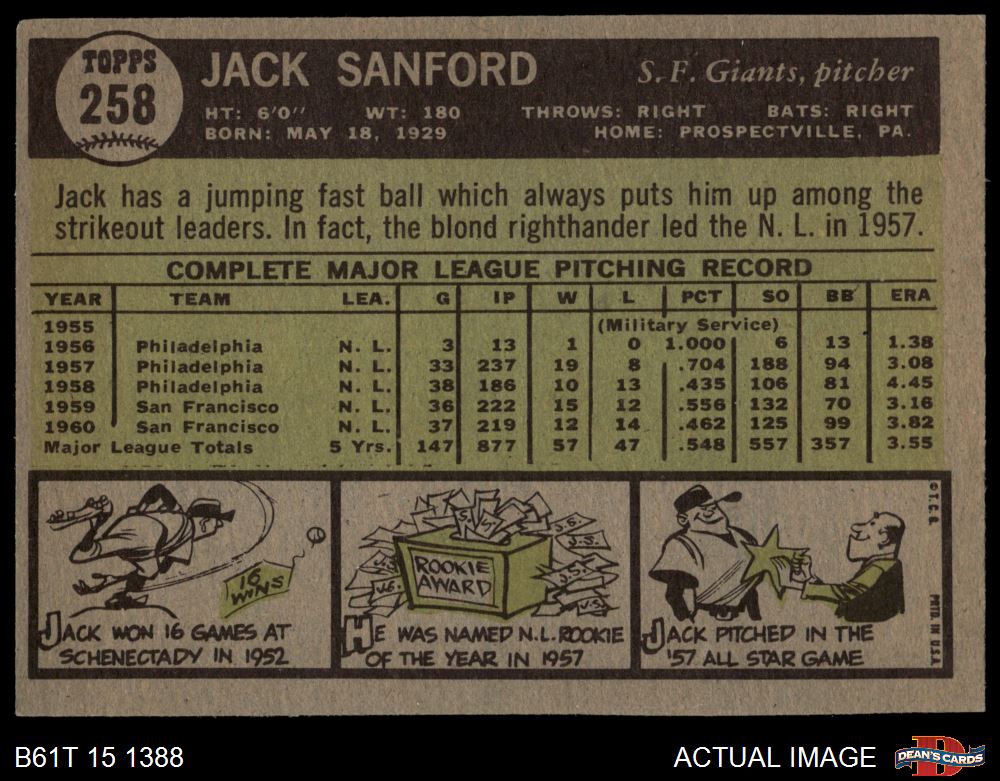 TOPPS
258
JACK SANFORD
S. F. Giants, pitcher
HT: 6'0'' WT: 180 THROWS: RIGHT BATS: RIGHT
BORN: MAY 18, 1929 HOME: PROSPECTVILLE, PA.
Jack has a jumping fast ball which always puts him up among the
strikeout leaders. In fact, the blond righthander led the N. L. in 1957.
COMPLETE MAJOR LEAGUE PITCHING RECORD
YEAR TEAM LEA. G IP W L PCT SO BB ERA
1955 (Military Service)
1956 Philadelphia N. L. 3 13 1 0 1.000 6 13 1.38
1957 Philadelphia N. L. 33 237 19 8 .704 188 94 3.08
1958 Philadelphia N. L. 38 186 10 13 .435 106 81 4.45
1959 San Francisco N. L. 36 222 15 12 .556 132 70 3.16
1960 San Francisco N. L. 37 219 12 14 .462 125 99 3.82
Major League Totals 5 Yrs. 147 877 57 47 .548 557 357 3.55
16
WINS
JACK WON 16 GAMES AT
SCHENECTADY IN 1952
J.S.
J.S.
J.S.
J.S.
ROOKIE
AWARD
HE WAS NAMED N.L. ROOKIE
OF THE YEAR IN 1957
JACK PITCHED IN THE
'57 ALL STAR GAME
© T.C.G.
PRTD. IN U.S.A.
B61T 15 1388
ACTUAL IMAGE
DEAN'S CARDS